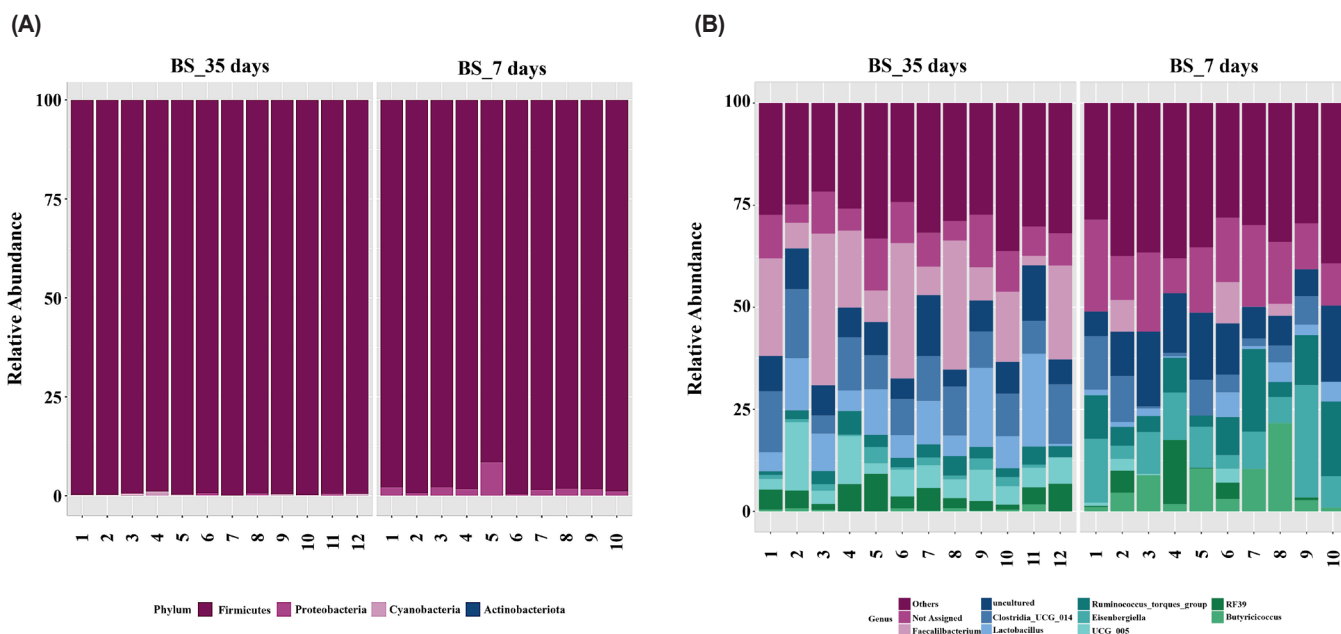 (A)
BS_35 days BS_7 days
100
75
50
25
0
Relative Abundance
1 2 3 4 5 6 7 8 9 10 11 12 1 2 3 4 5 6 7 8 9 10
Phylum Firmicutes Proteobacteria Cyanobacteria Actinobacteriota
(B)
BS_35 days BS_7 days
100
75
50
25
0
Relative Abundance
1 2 3 4 5 6 7 8 9 10 11 12 1 2 3 4 5 6 7 8 9 10
Others uncultured Ruminococcus_torques_group RF39
Genus Not Assigned Clostridia_UCG_014 Eisenbergiella Butyricicoccus
Faecalilbacterium Lactobacillus UCG_005